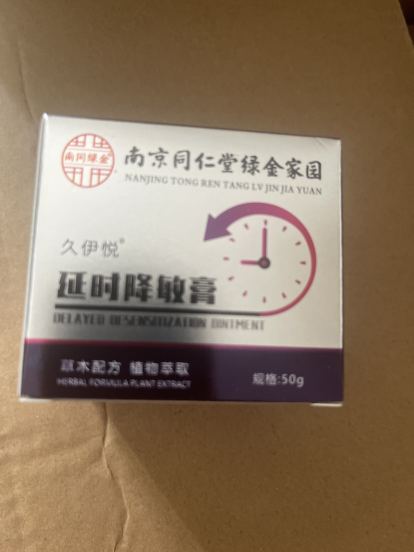 南同绿金
南京同仁堂绿金家园
NANJING TONG REN TANG LV JIN JIA YUAN
久伊悦®
延时降敏膏
DELAYED DESENSITIZATION OINTMENT
草木配方 植物萃取
HERBAL FORMULA PLANT EXTRACT
规格:50g